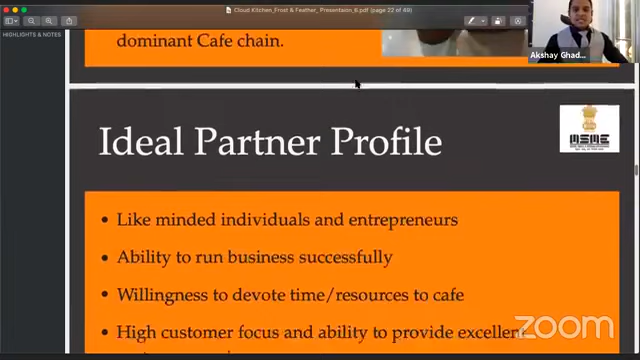 Cloud Kitchen_Frost & Feather_Presentaion_6.pdf (page 22 of 49)
HIGHLIGHTS & NOTES
dominant Cafe chain.
Akshay Ghad...
Ideal Partner Profile
MSME
• Like minded individuals and entrepreneurs
• Ability to run business successfully
• Willingness to devote time/resources to cafe
• High customer focus and ability to provide excellent
zoom